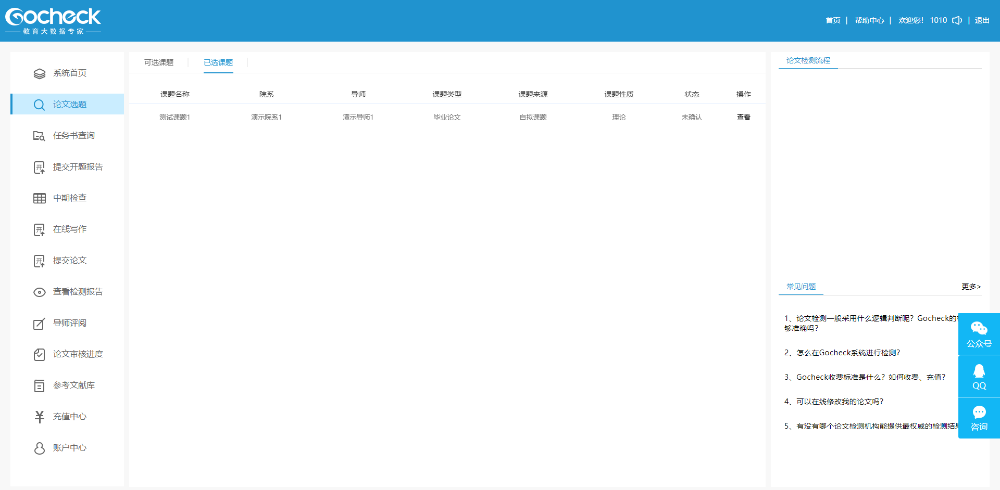 Gocheck
教育大数据专家
首页 | 帮助中心 | 欢迎您! 1010 | 退出
系统首页
论文选题
任务书查询
提交开题报告
中期检查
在线写作
提交论文
查看检测报告
导师评阅
论文审核进度
参考文献库
充值中心
账户中心
可选课题 已选课题
课题名称 院系 导师 课题类型 课题来源 课题性质 状态 操作
测试课题1 演示院系1 演示导师1 毕业论文 自拟课题 理论 未确认 查看
论文检测流程
常见问题 更多>
1、论文检测一般采用什么逻辑判断呢? Gocheck的
够准确吗?
2、怎么在Gocheck系统进行检测?
3、Gocheck收费标准是什么? 如何收费、充值?
4、可以在线修改我的论文吗?
5、有没有哪个论文检测机构能提供最权威的检测结果
公众号
QQ
咨询